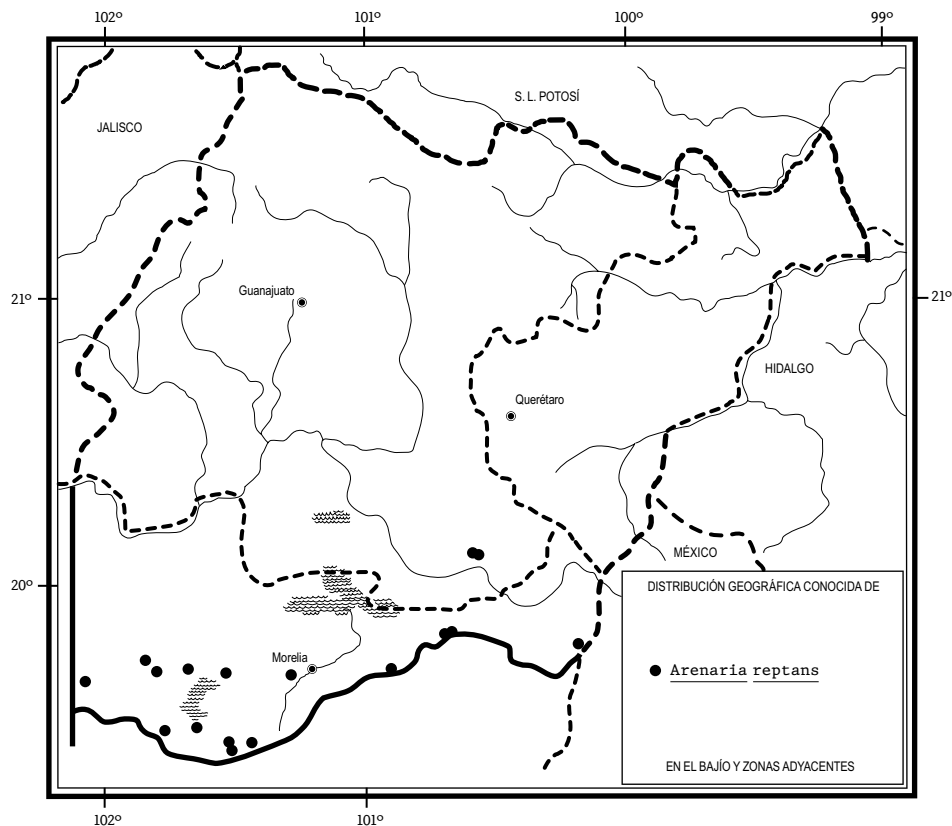 102º 101º 100º 99º
S. L. POTOSÍ
JALISCO
Guanajuato
21º 21º
HIDALGO
Querétaro
MÉXICO
20º
DISTRIBUCIÓN GEOGRÁFICA CONOCIDA DE
Morelia
Arenaria reptans
EN EL BAJÍO Y ZONAS ADYACENTES
102º 101º